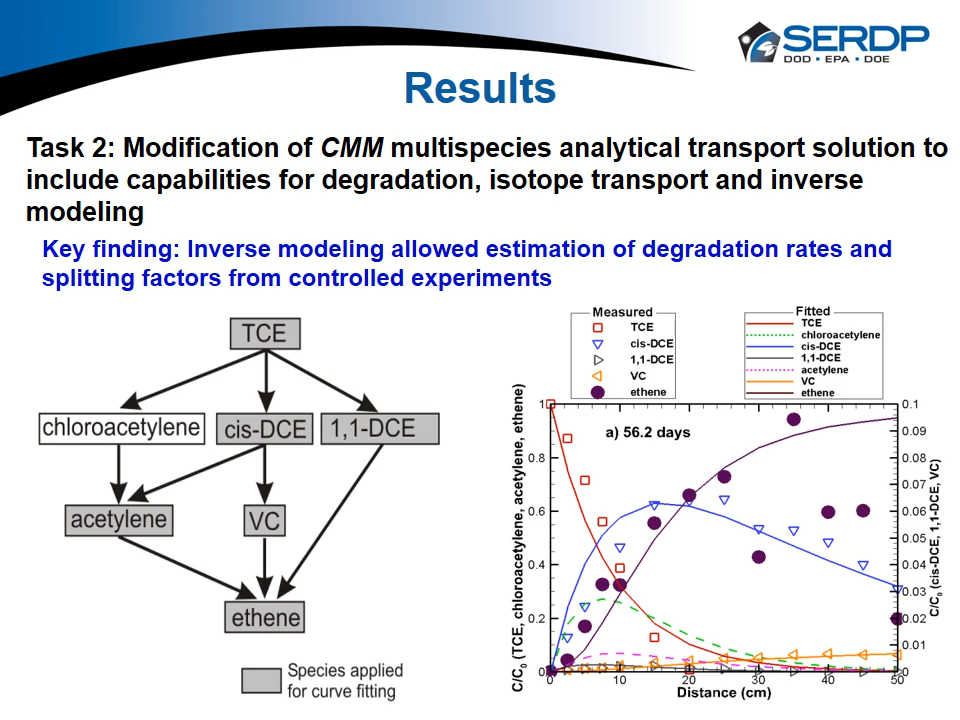 SERDP
DOD • EPA • DOE
Results
Task 2: Modification of CMM multispecies analytical transport solution to
include capabilities for degradation, isotope transport and inverse
modeling
Key finding: Inverse modeling allowed estimation of degradation rates and
splitting factors from controlled experiments
TCE
chloroacetylene
cis-DCE
1,1-DCE
acetylene
VC
ethene
Species applied
for curve fitting
Measured
TCE
cis-DCE
1,1-DCE
VC
ethene
Fitted
TCE
chloroacetylene
cis-DCE
1,1-DCE
acetylene
VC
ethene
a) 56.2 days
C/C0 (TCE, chloroacetylene, acetylene, ethene)
1
0.8
0.6
0.4
0.2
0
0.1
0.09
0.08
0.07
0.06
0.05
0.04
0.03
0.02
0.01
0
C/C0 (cis-DCE, 1,1-DCE, VC)
0 10 20 30 40 50
Distance (cm)